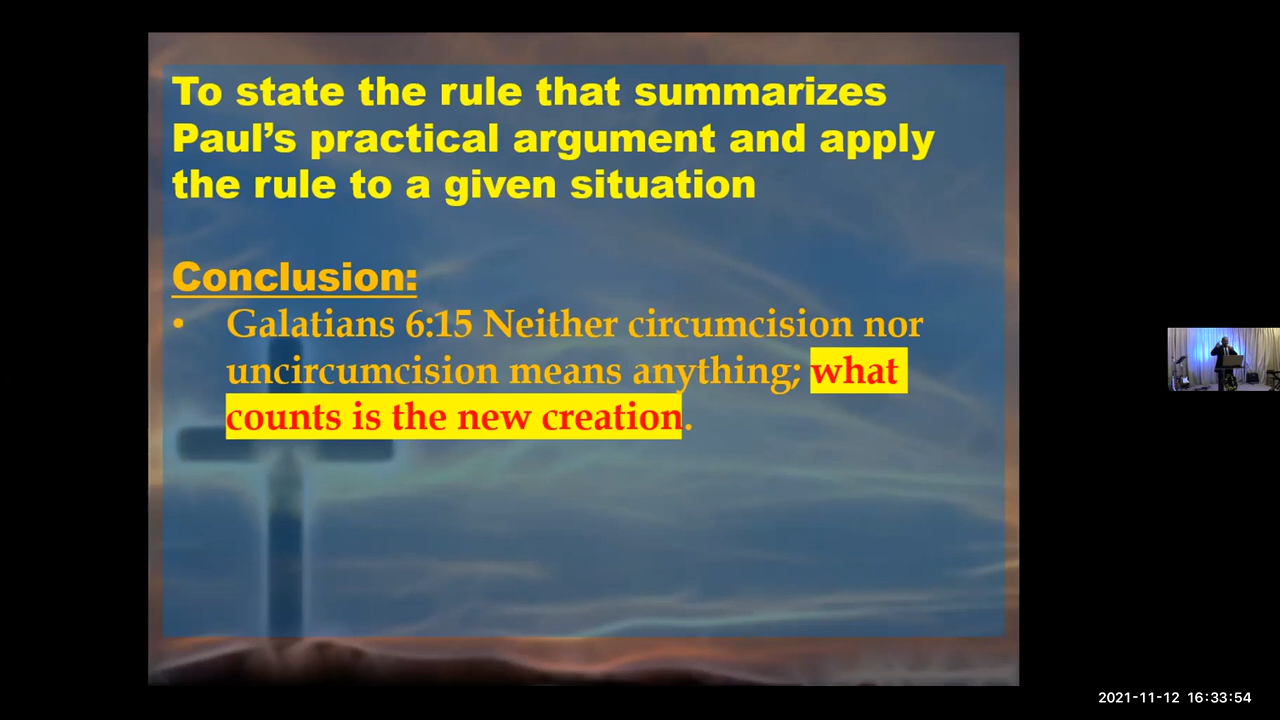 To state the rule that summarizes
Paul’s practical argument and apply
the rule to a given situation
Conclusion:
• Galatians 6:15 Neither circumcision nor
uncircumcision means anything; what
counts is the new creation.
2021-11-12 16:33:54